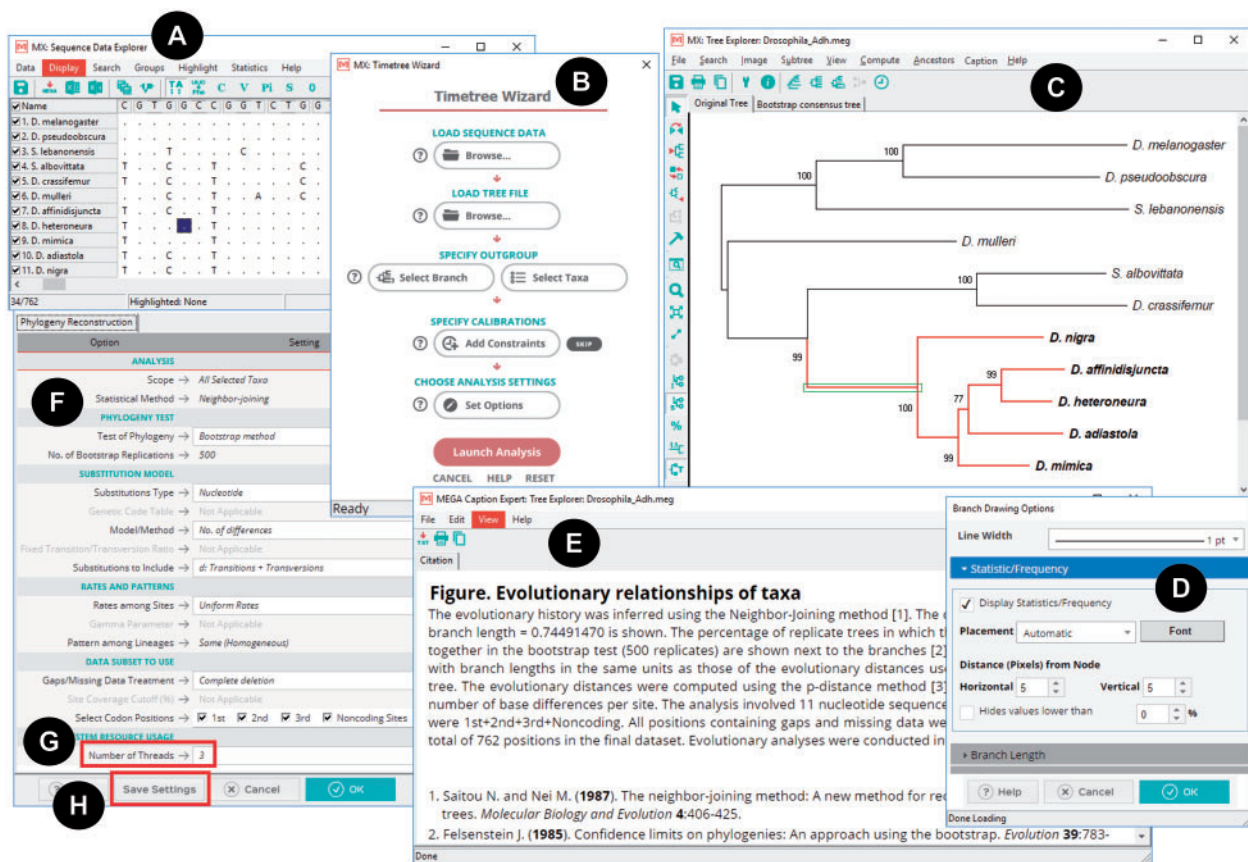 A
MX: Sequence Data Explorer
Data Display Search Groups Highlight Statistics Help
C V Pi S 0
Name C G T G G C C G G T C T G G
1. D. melanogaster . . . . . . . . . . . . . .
2. D. pseudoobscura . . . . . . . . . . . . . .
3. S. lebanonensis . . . T . . . . G . . . . .
4. S. albovittata T . . C . . T . . . . . C .
5. D. crassifemur T . . C . . T . . . . . . .
6. D. mulleri T . . C . . T . . A . . C .
7. D. affinidisjuncta T . . C . . T . . . . . . .
8. D. heteroneura T . . . . . T . . . . . . .
9. D. mimica T . . . . . T . . . . . . .
10. D. adiastola T . . C . . T . . . . . . .
11. D. nigra T . . C . . T . . . . . . .
34/762 Highlighted: None
B
MX: Timetree Wizard
Timetree Wizard
LOAD SEQUENCE DATA
? Browse...
LOAD TREE FILE
? Browse...
SPECIFY OUTGROUP
? Select Branch Select Taxa
SPECIFY CALIBRATIONS
? Add Constraints SKIP
CHOOSE ANALYSIS SETTINGS
? Set Options
Launch Analysis
CANCEL HELP RESET
Ready
C
MX: Tree Explorer: Drosophila_Adh.meg
File Search Image Subtree View Compute Ancestors Caption Help
Original Tree Bootstrap consensus tree
D. melanogaster
100
D. pseudoobscura
100
S. lebanonensis
D. mulleri
S. albovittata
100
D. crassifemur
99
D. nigra
D. affinidisjuncta
99
D. heteroneura
100
77
D. adiastola
99
D. mimica
F
Phylogeny Reconstruction
Option Setting
ANALYSIS
Scope → All Selected Taxa
Statistical Method → Neighbor-joining
PHYLOGENY TEST
Test of Phylogeny → Bootstrap method
No. of Bootstrap Replications → 500
SUBSTITUTION MODEL
Substitutions Type → Nucleotide
Genetic Code Table → Not Applicable
Model/Method → No. of differences
Fixed Transition/Transversion Ratio → Not Applicable
Substitutions to Include → d: Transitions + Transversions
RATES AND PATTERNS
Rates among Sites → Uniform Rates
Gamma Parameter → Not Applicable
Pattern among Lineages → Same (Homogeneous)
DATA SUBSET TO USE
Gaps/Missing Data Treatment → Complete deletion
Site Coverage Cutoff (%) → Not Applicable
Select Codon Positions → 1st 2nd 3rd Noncoding Sites
G
STEM RESOURCE USAGE
Number of Threads → 3
H
Save Settings Cancel OK
E
MEGA Caption Expert: Tree Explorer: Drosophila_Adh.meg
File Edit View Help
Citation
Figure. Evolutionary relationships of taxa
The evolutionary history was inferred using the Neighbor-Joining method [1]. The
branch length = 0.74491470 is shown. The percentage of replicate trees in which
together in the bootstrap test (500 replicates) are shown next to the branches [2]
with branch lengths in the same units as those of the evolutionary distances
tree. The evolutionary distances were computed using the p-distance method [3]
number of base differences per site. The analysis involved 11 nucleotide
were 1st+2nd+3rd+Noncoding. All positions containing gaps and missing data
total of 762 positions in the final dataset. Evolutionary analyses were conducted in
1. Saitou N. and Nei M. (1987). The neighbor-joining method: A new method for
trees. Molecular Biology and Evolution 4:406-425.
2. Felsenstein J. (1985). Confidence limits on phylogenies: An approach using the bootstrap. Evolution 39:783-
Done
D
Branch Drawing Options
Line Width 1 pt
Statistic/Frequency
Display Statistics/Frequency
Placement Automatic Font
Distance (Pixels) from Node
Horizontal 5 Vertical 5
Hides values lower than 0 %
Branch Length
? Help Cancel OK
Done Loading